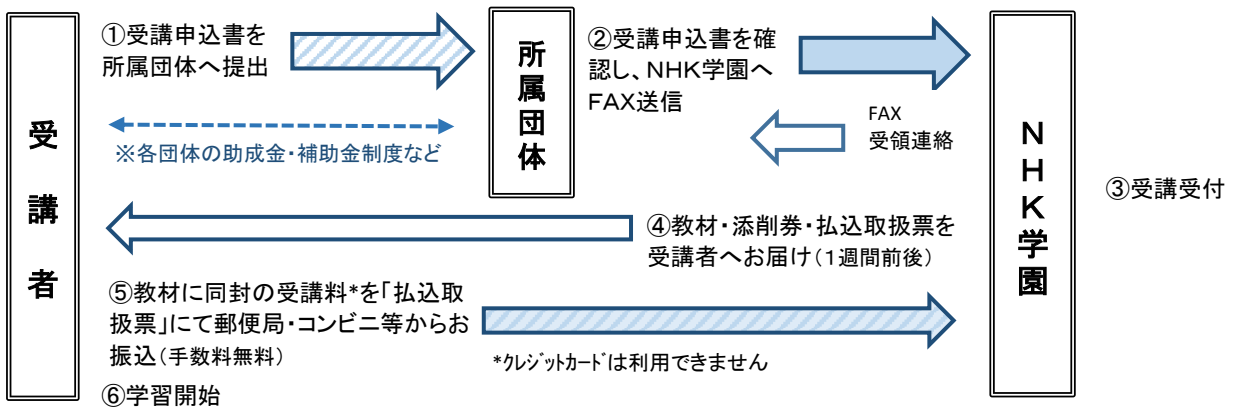 受講者
①受講申込書を
所属団体へ提出
※各団体の助成金・補助金制度など
所属団体
②受講申込書を確
認し、NHK学園へ
FAX送信
FAX
受領連絡
NHK学園
③受講受付
④教材・添削券・払込取扱票を
受講者へお届け(1週間前後)
⑤教材に同封の受講料*を「払込取
扱票」にて郵便局・コンビニ等からお
振込(手数料無料)
*クレジットカードは利用できません
⑥学習開始